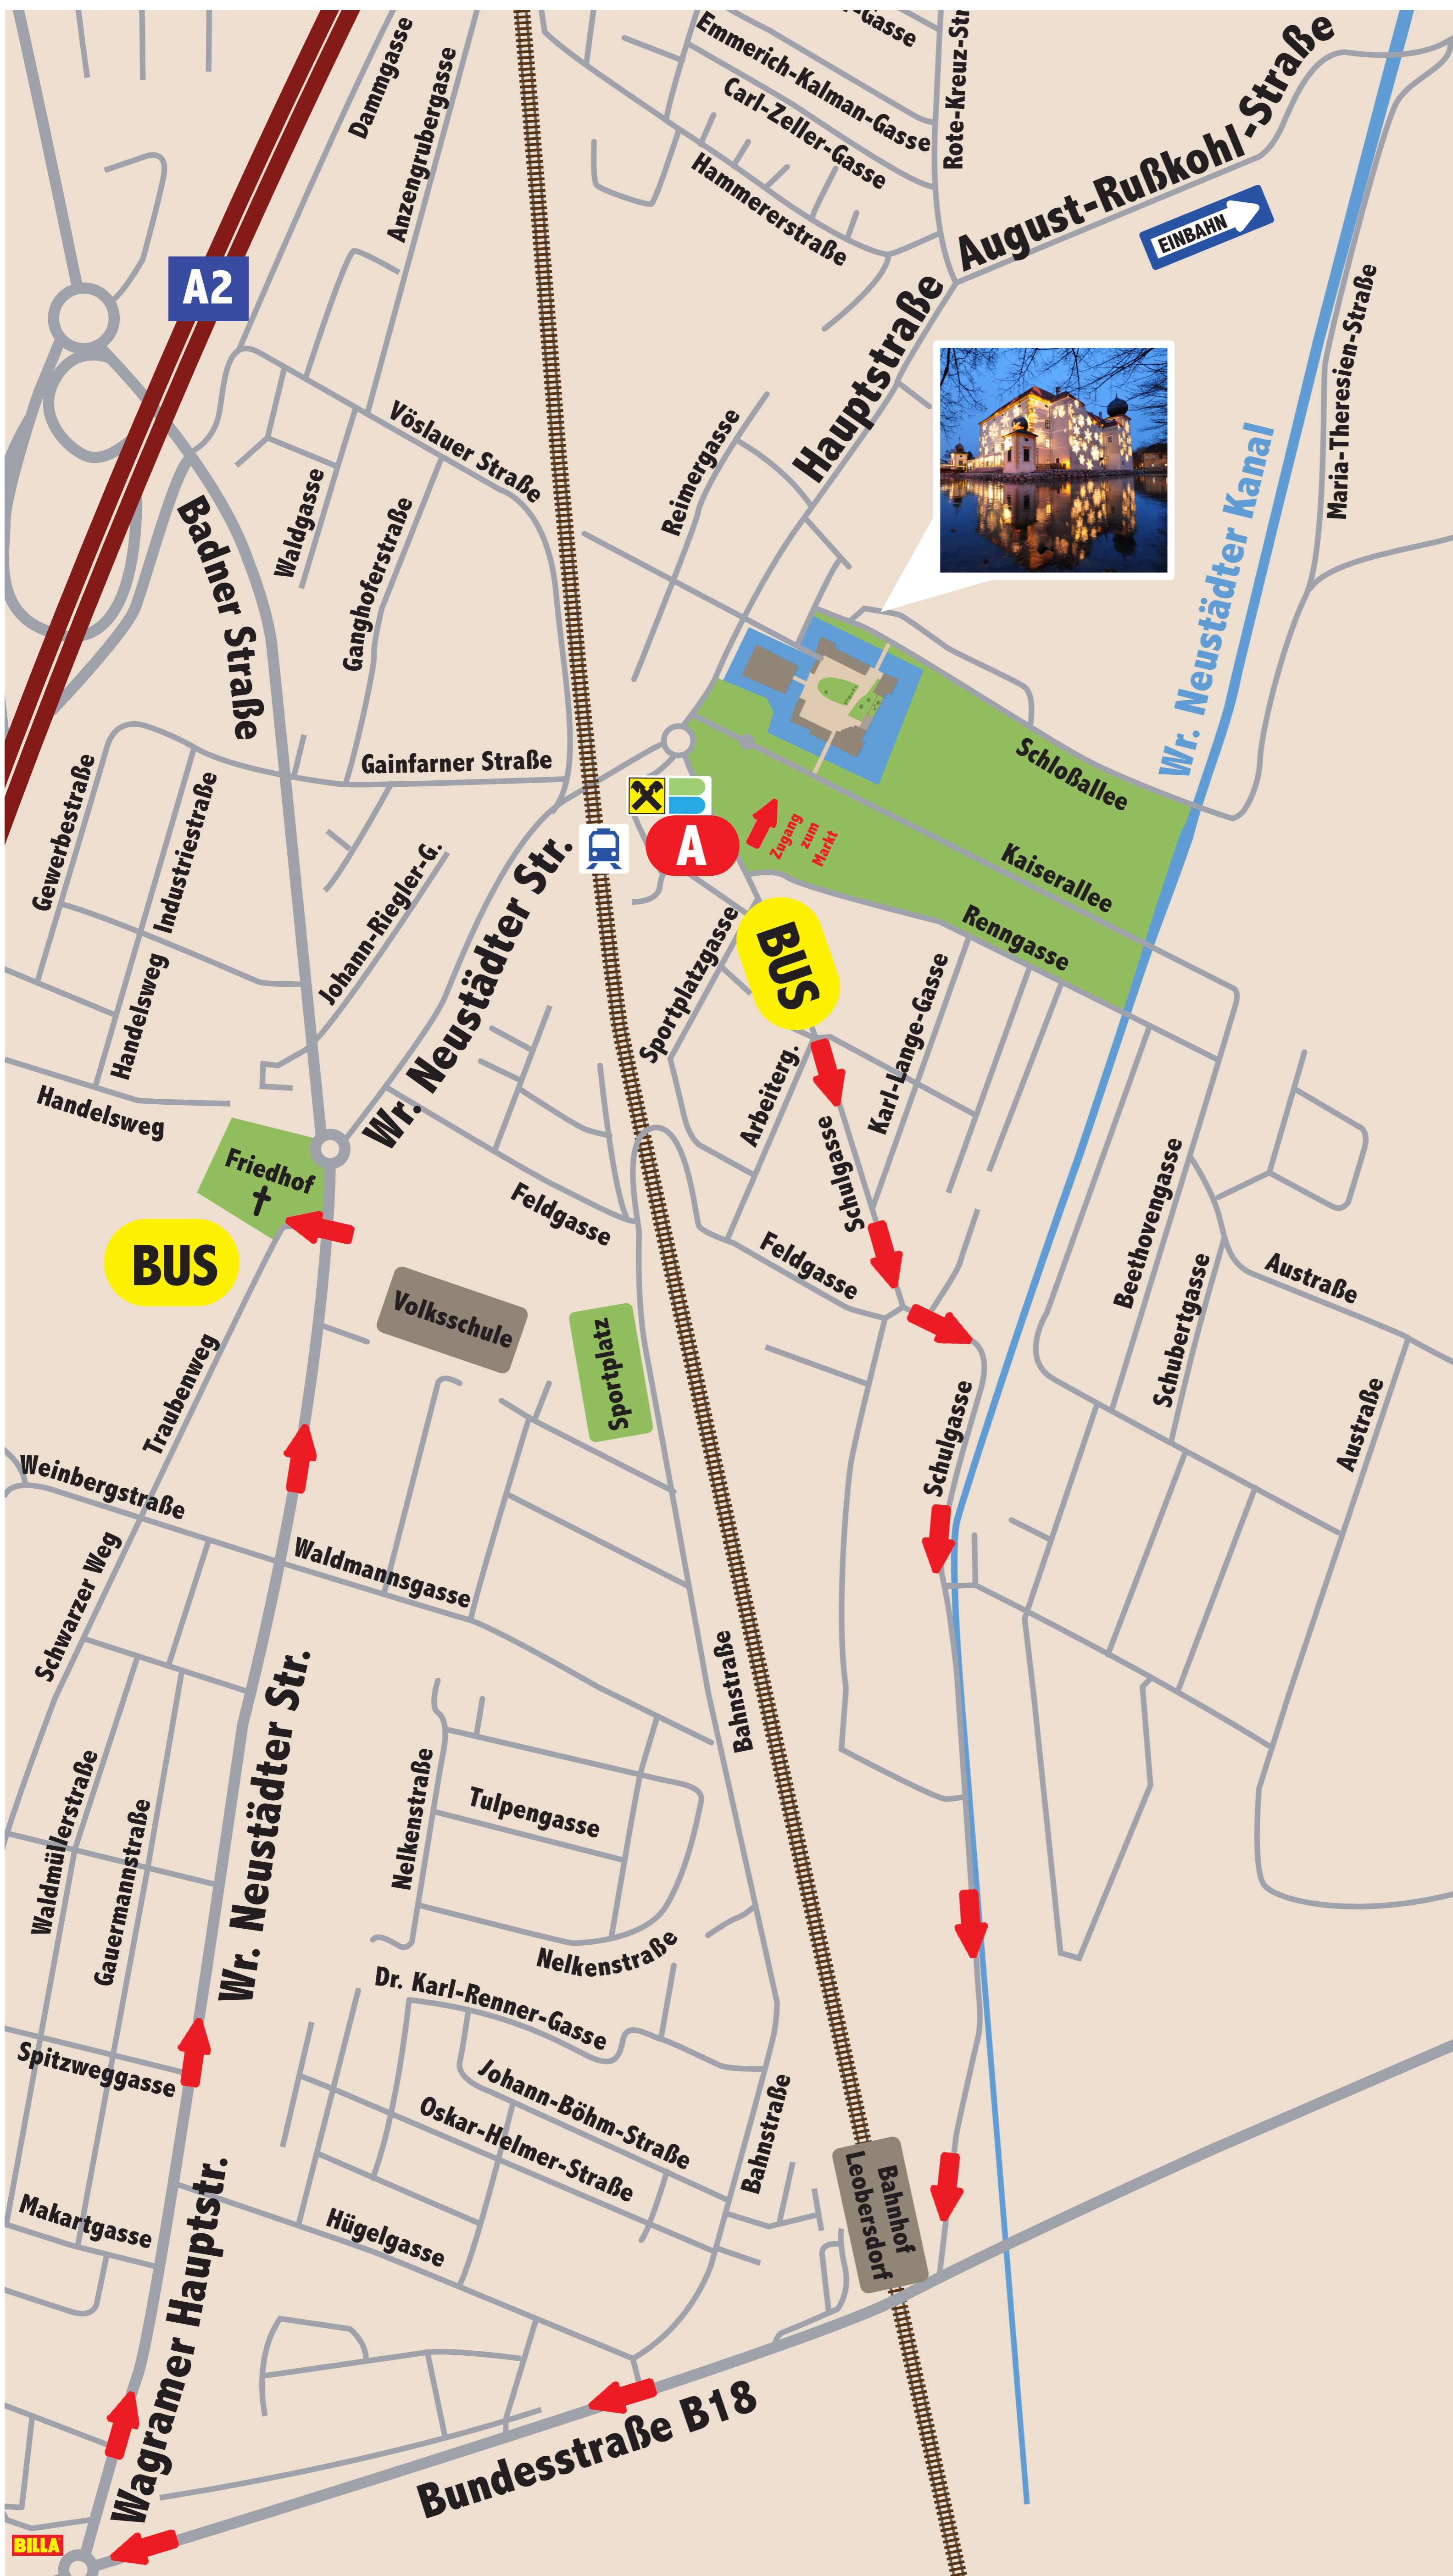 gasse
Emmerich-Kalman-Gasse
Carl-Zeller-Gasse
Hammererstraße
Rote-Kreuz-Str
August-Rußkohl-Straße
EINBAHN
Dammgasse
Anzengrubergasse
A2
Hauptstraße
Maria-Theresien-Straße
Vöslauer Straße
Reimergasse
Waldgasse
Ganghoferstraße
Badner Straße
Wr. Neustädter Kanal
Gainfarner Straße
Schloßallee
Gewerbestraße
Industriestraße
Johann-Riegler-G.
Wr. Neustädter Str.
A
Zugang
zum
Markt
Kaiserallee
Renngasse
BUS
Sportplatzgasse
Handelsweg
Handelsweg
Arbeiterg.
Karl-Lange-Gasse
Schulgasse
Friedhof
BUS
Feldgasse
Feldgasse
Beethovengasse
Schubertgasse
Austraße
Volksschule
Sportplatz
Traubenweg
Schulgasse
Austraße
Weinbergstraße
Waldmannsgasse
Schwarzer Weg
Bahnstraße
Wr. Neustädter Str.
Waldmüllerstraße
Gauermannstraße
Nelkenstraße
Tulpengasse
Nelkenstraße
Dr. Karl-Renner-Gasse
Spitzweggasse
Johann-Böhm-Straße
Oskar-Helmer-Straße
Bahnstraße
Bahnhof
Leobersdorf
Makartgasse
Hügelgasse
Wagramer Hauptstr.
Bundesstraße B18
BILLA